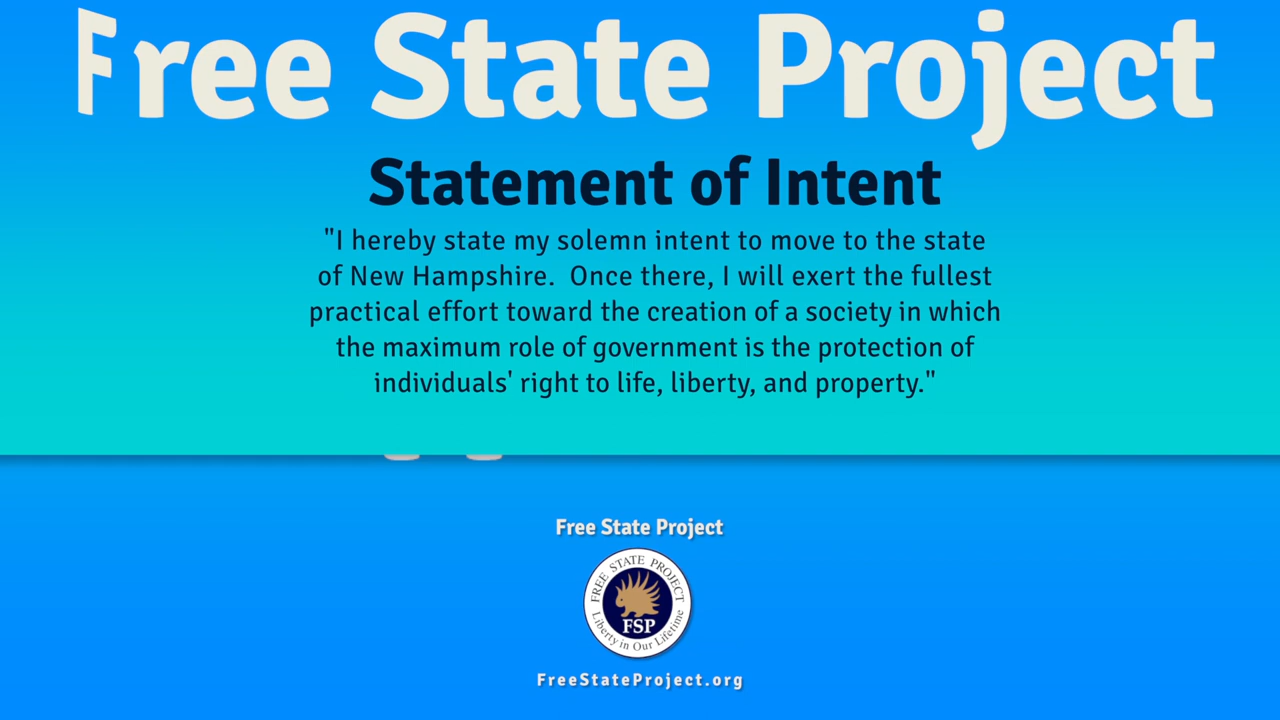 Free State Project
Statement of Intent
"I hereby state my solemn intent to move to the state
of New Hampshire.  Once there, I will exert the fullest
practical effort toward the creation of a society in which
the maximum role of government is the protection of
individuals' right to life, liberty, and property."
Free State Project
FREE STATE PROJECT
FSP
Liberty in Our Lifetime
FreeStateProject.org